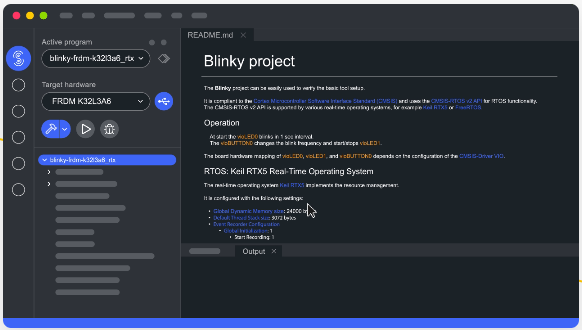 README.md
Active program
blinky-frdm-k32l3a6_rtx
Target hardware
FRDM K32L3A6
blinky-frdm-k32l3a6 rtx
Blinky project
The Blinky project can be easily used to verify the basic tool setup.
It is compliant to the Cortex Microcontroller Software Interface Standard (CMSIS) and uses the CMSIS-RTOS v2 API for RTOS functionality.
The CMSIS-RTOS V2 API is supported by various real-time operating systems, for example Keil RTX5 or FreeRTOS.
Operation
At start the vioLED0 blinks in 1 sec interval.
The vioBUTTON0 changes the blink frequency and start/stops vioLED1.
The board hardware mapping of vioLED0, vioLED1, and vioBUTTON0 depends on the configuration of the CMSIS-Driver VIO.
RTOS: Keil RTX5 Real-Time Operating System
The real-time operating system Keil RTX5 implements the resource management.
It is configured with the following settings:
• Global Dynamic Memory size: 24000
• Default Thread Stack size: 3072 bytes
• Event Recorder Configuration
• Global Initialization: 1
• Start Recording: 1
Output